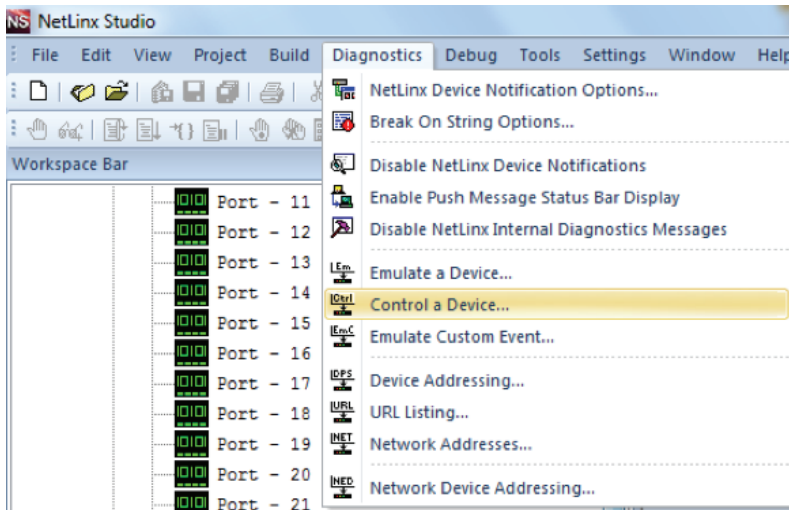 NS NetLinx Studio
File Edit View Project Build Diagnostics Debug Tools Settings Window Help
NetLinx Device Notification Options...
Break On String Options...
Workspace Bar
Disable NetLinx Device Notifications
Enable Push Message Status Bar Display
Disable NetLinx Internal Diagnostics Messages
Emulate a Device...
Control a Device...
Emulate Custom Event...
Device Addressing...
URL Listing...
Network Addresses...
Network Device Addressing...
Port - 11
Port - 12
Port - 13
Port - 14
Port - 15
Port - 16
Port - 17
Port - 18
Port - 19
Port - 20
Port - 21